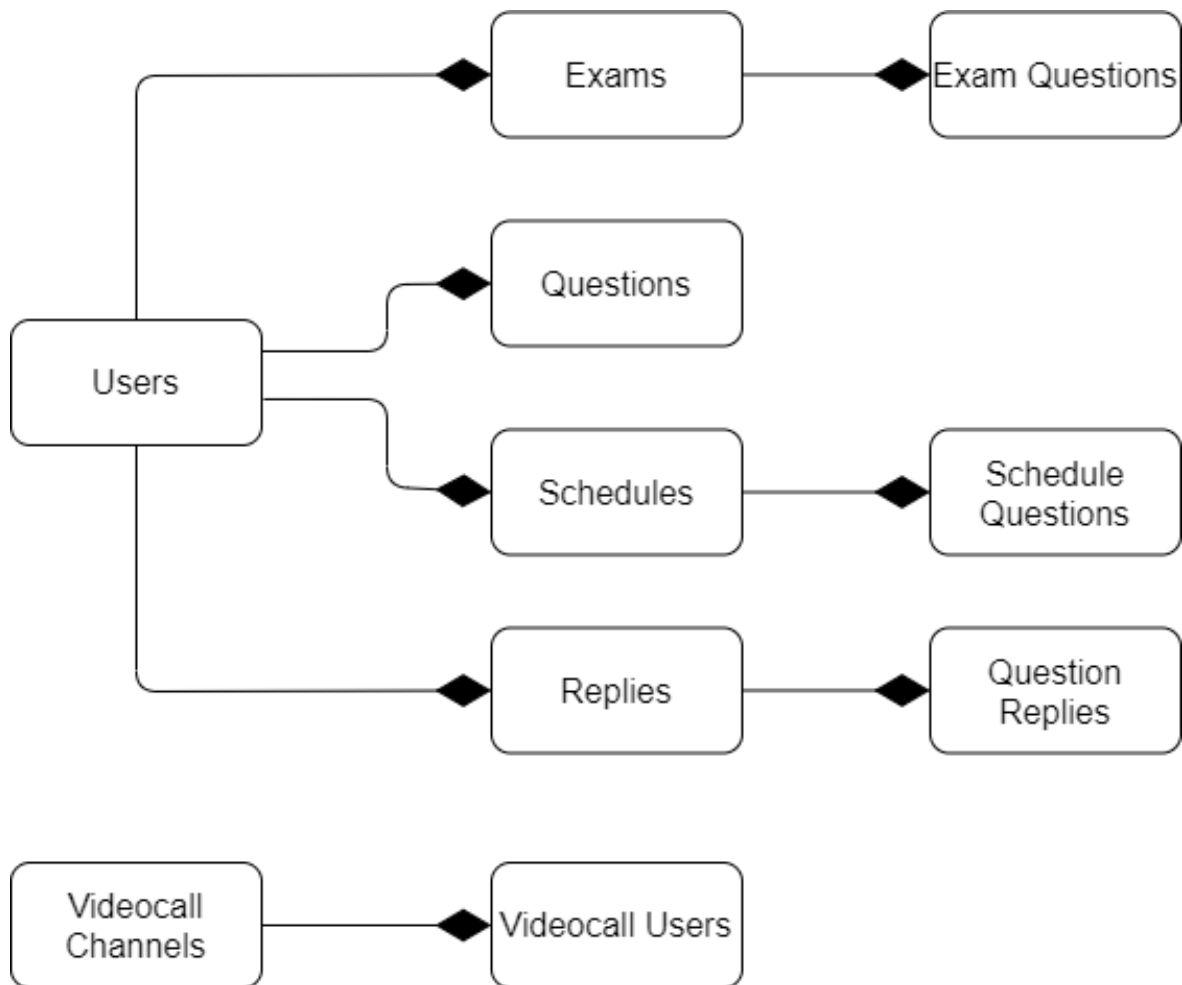 Exams
Exam Questions
Questions
Users
Schedules
Schedule
Questions
Replies
Question
Replies
Videocall
Channels
Videocall Users